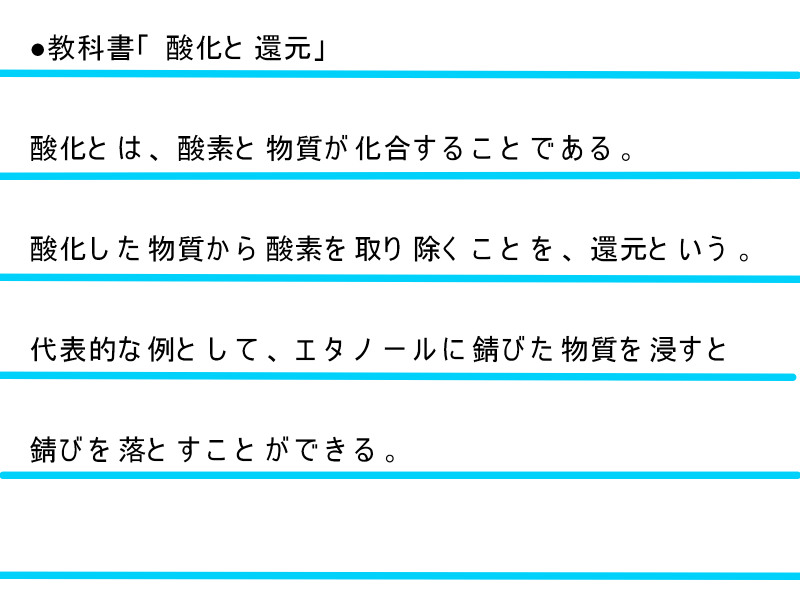 ●教科書「酸化と還元」
酸化とは、酸素と物質が化合することである。
酸化した物質から酸素を取り除くことを、還元という。
代表的な例として、エタノールに錆びた物質を浸すと
錆びを落とすことができる。